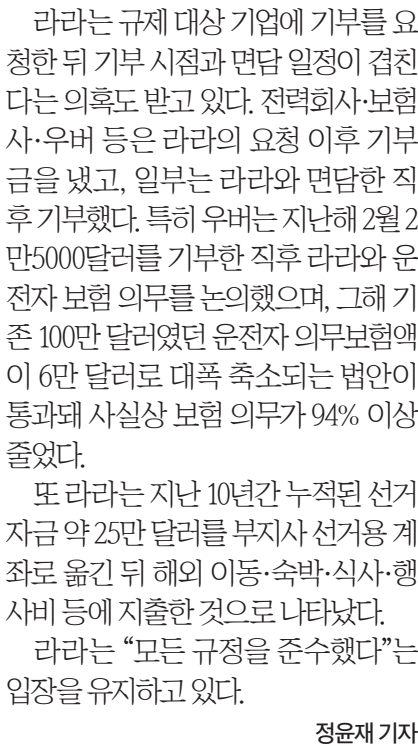 라라는 규제 대상 기업에 기부를 요
청한 뒤 기부 시점과 면담 일정이 겹친
다는 의혹도 받고 있다. 전력회사·보험
사·우버 등은 라라의 요청 이후 기부
금을 냈고, 일부는 라라와 면담한 직
후 기부했다. 특히 우버는 지난해 2월 2
만5000달러를 기부한 직후 라라와 운
전자 보험 의무를 논의했으며, 그해 기
존 100만 달러였던 운전자 의무보험액
이 6만 달러로 대폭 축소되는 법안이
통과돼 사실상 보험 의무가 94% 이상
줄었다.
또 라라는 지난 10년간 누적된 선거
자금 약 25만 달러를 부지사 선거용 계
좌로 옮긴 뒤 해외 이동·숙박·식사·행
사비 등에 지출한 것으로 나타났다.
라라는 “모든 규정을 준수했다”는
입장을 유지하고 있다.
정윤재 기자